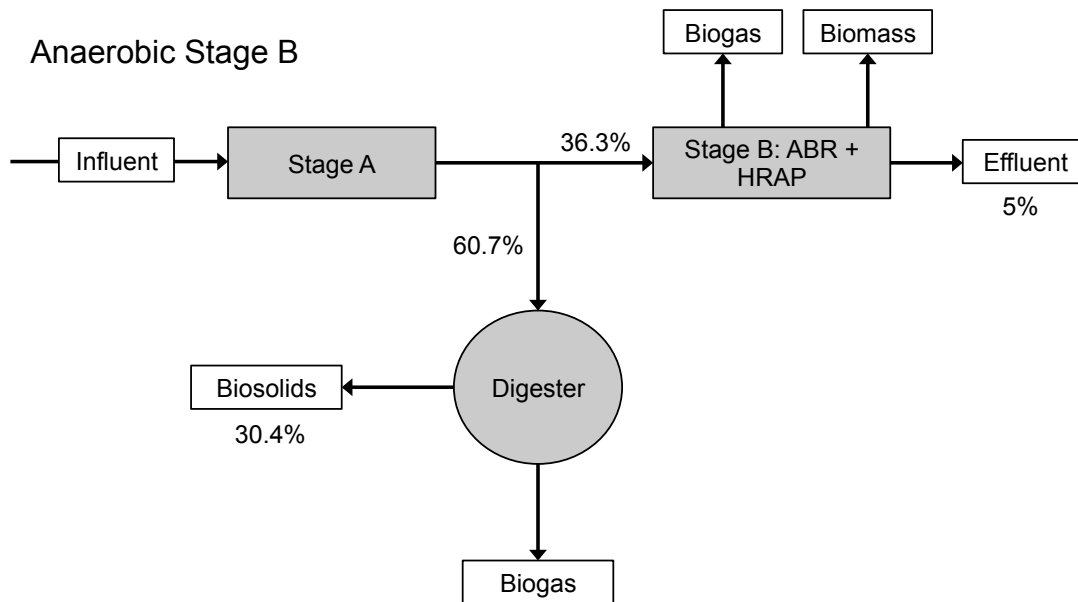 Anaerobic Stage B
Biogas
Biomass
Influent
Stage A
36.3%
Stage B: ABR +
HRAP
Effluent
5%
60.7%
Biosolids
30.4%
Digester
Biogas